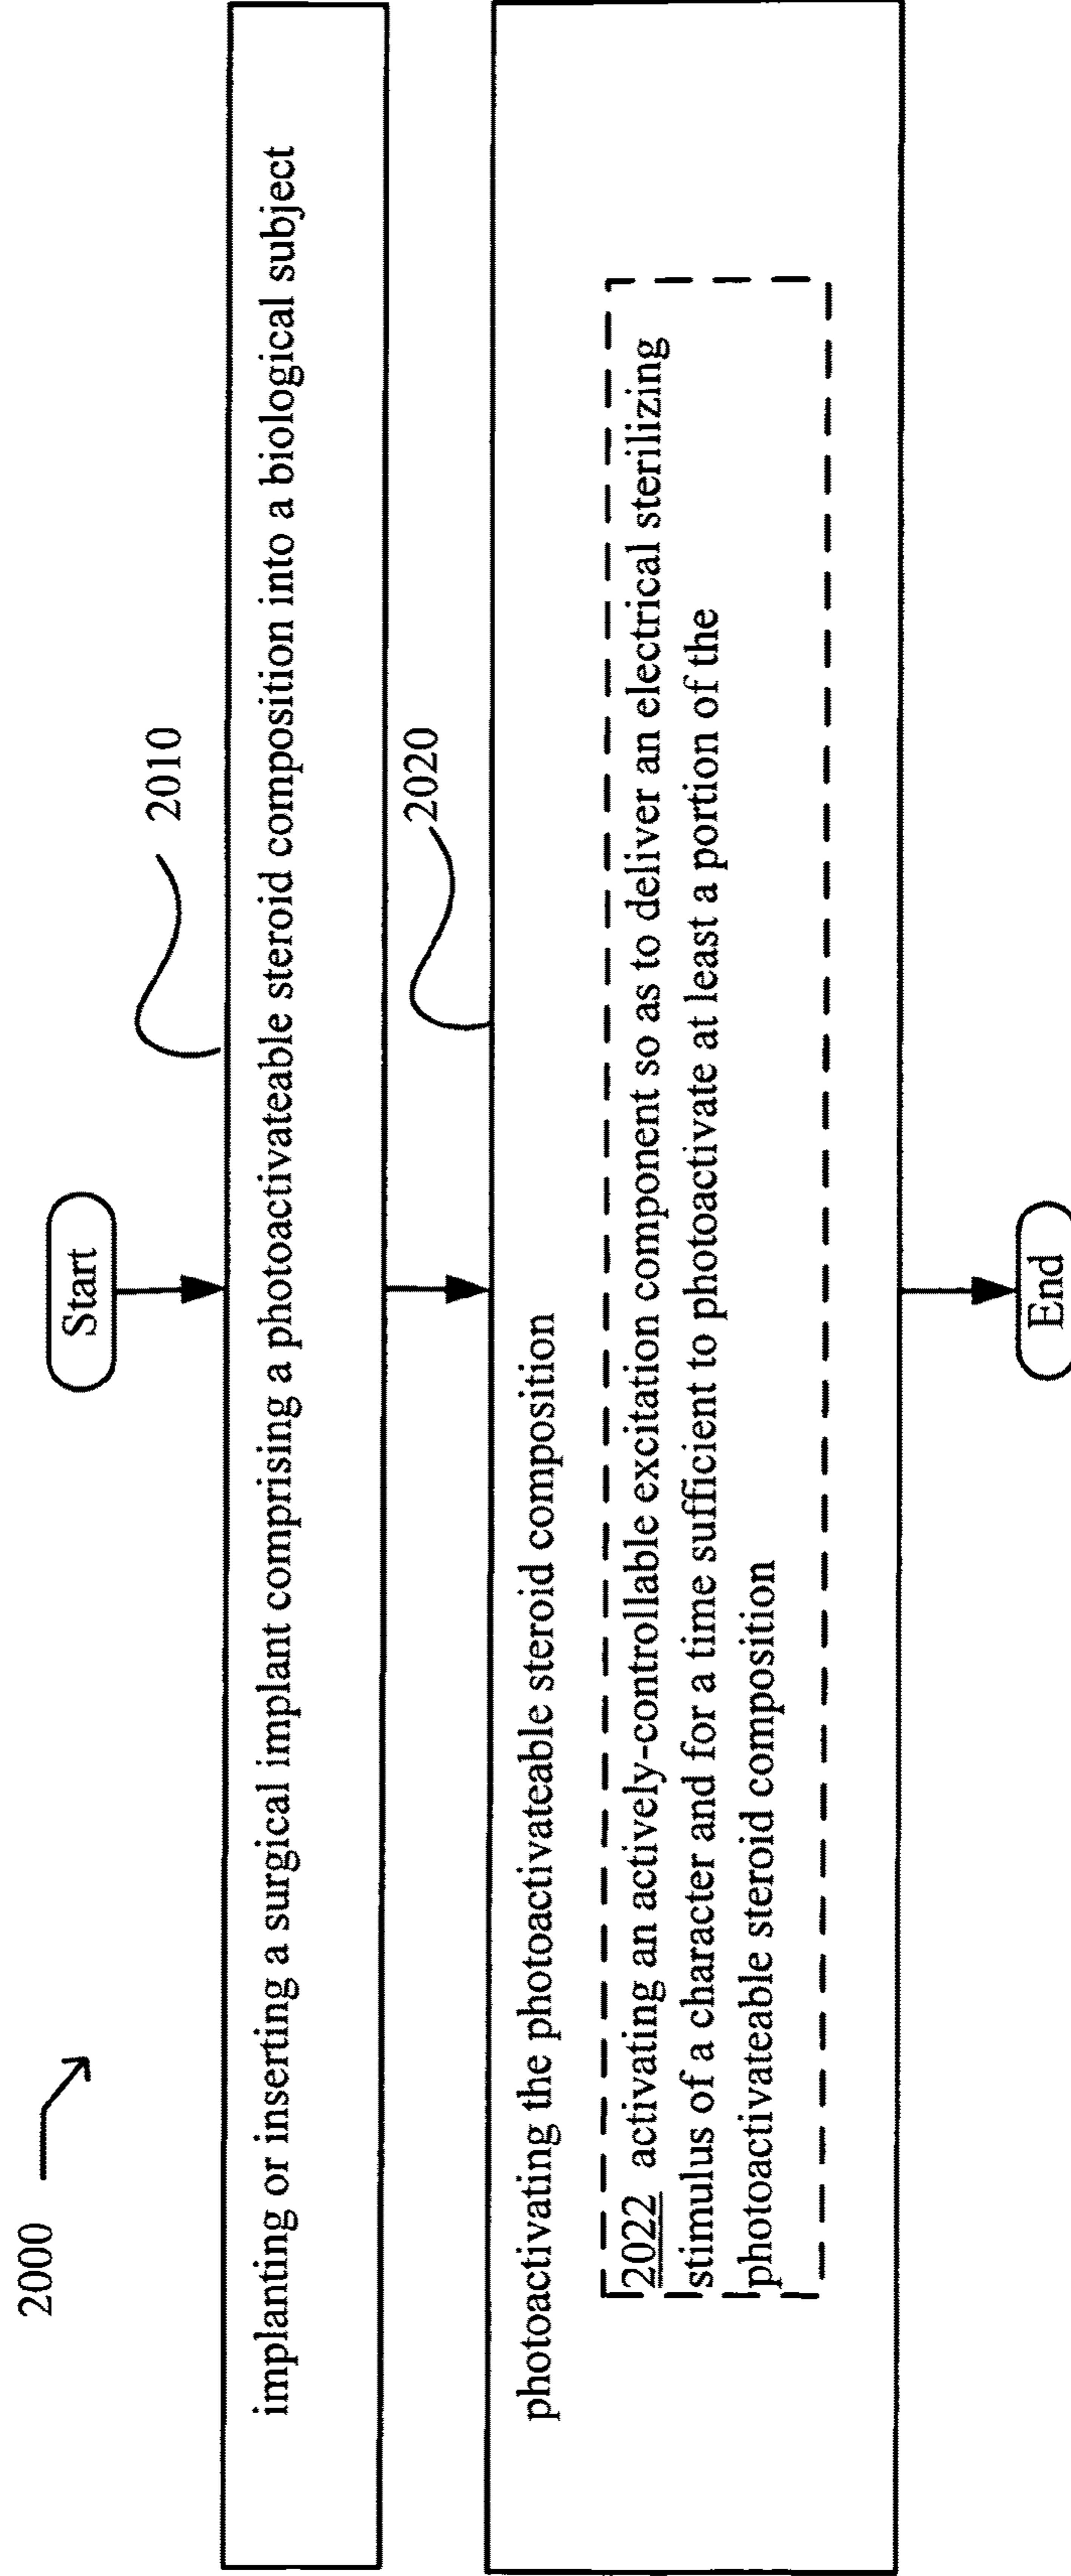 2000
Start
2010
implanting or inserting a surgical implant comprising a photoactivateable steroid composition into a biological subject
2020
photoactivating the photoactivateable steroid composition
2022 activating an actively-controllable excitation component so as to deliver an electrical sterilizing
stimulus of a character and for a time sufficient to photoactivate at least a portion of the
photoactivateable steroid composition
End